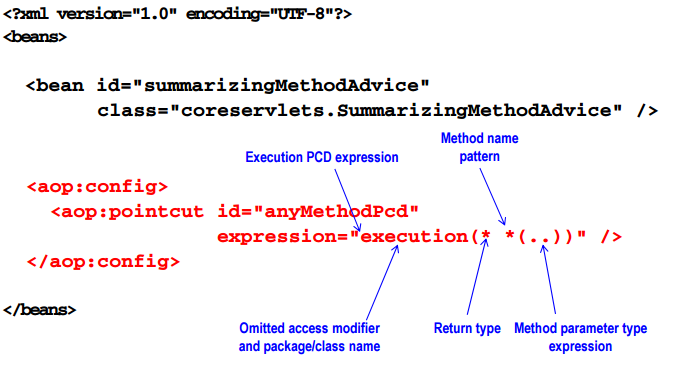 <?xml version="1.0" encoding="UTF-8"?>
<beans>
<bean id="summarizingMethodAdvice"
class="coreservlets.SummarizingMethodAdvice" />
Execution PCD expression
Method name
pattern
<aop:config>
<aop:pointcut id="anyMethodPcd"
expression="execution(* *(..))" />
</aop:config>
</beans>
Omitted access modifier
and package/class name
Return type
Method parameter type
expression